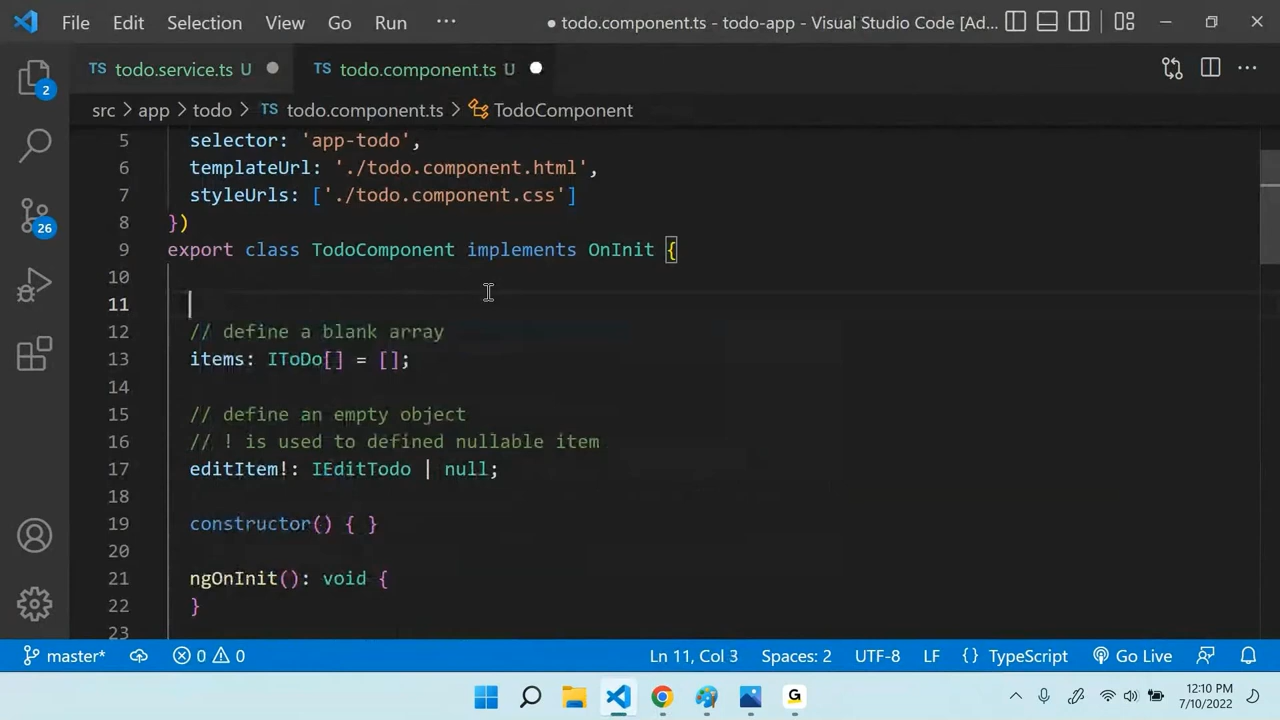 File Edit Selection View Go Run ··· ● todo.component.ts - todo-app - Visual Studio Code [Ad...
TS todo.service.ts U ● TS todo.component.ts U ● ···
2
src > app > todo > TS todo.component.ts > TodoComponent
5 selector: 'app-todo',
6 templateUrl: './todo.component.html',
7 styleUrls: ['./todo.component.css']
8 })
9 export class TodoComponent implements OnInit {
26
10
11
12 // define a blank array
13 items: IToDo[] = [];
14
15 // define an empty object
16 // ! is used to defined nullable item
17 editItem!: IEditTodo | null;
18
19 constructor() { }
20
21 ngOnInit(): void {
22 }
23
master* 0 0 Ln 11, Col 3 Spaces: 2 UTF-8 LF {} TypeScript Go Live
G 12:10 PM
7/10/2022